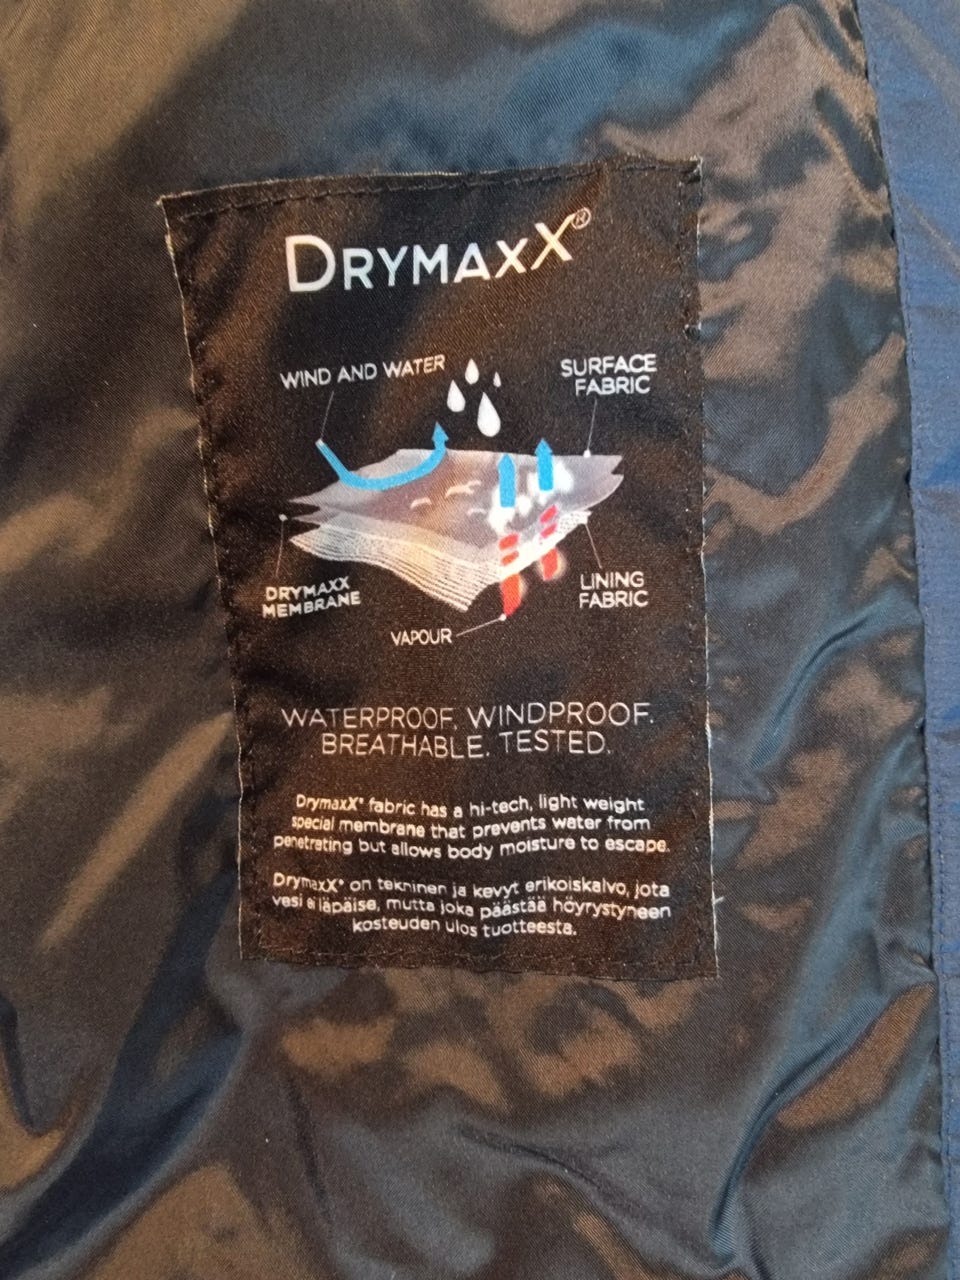 DRYMAXX®
WIND AND WATER
SURFACE
FABRIC
DRYMAXX
MEMBRANE
LINING
FABRIC
VAPOUR
WATERPROOF. WINDPROOF.
BREATHABLE. TESTED.
DrymaxX® fabric has a hi-tech, light weight
special membrane that prevents water from
penetrating but allows body moisture to escape.
DrymaxX® on tekninen ja kevyt erikoiskalvo, jota
vesi ei läpäise, mutta joka päästää höyrystyneen
kosteuden ulos tuotteesta.